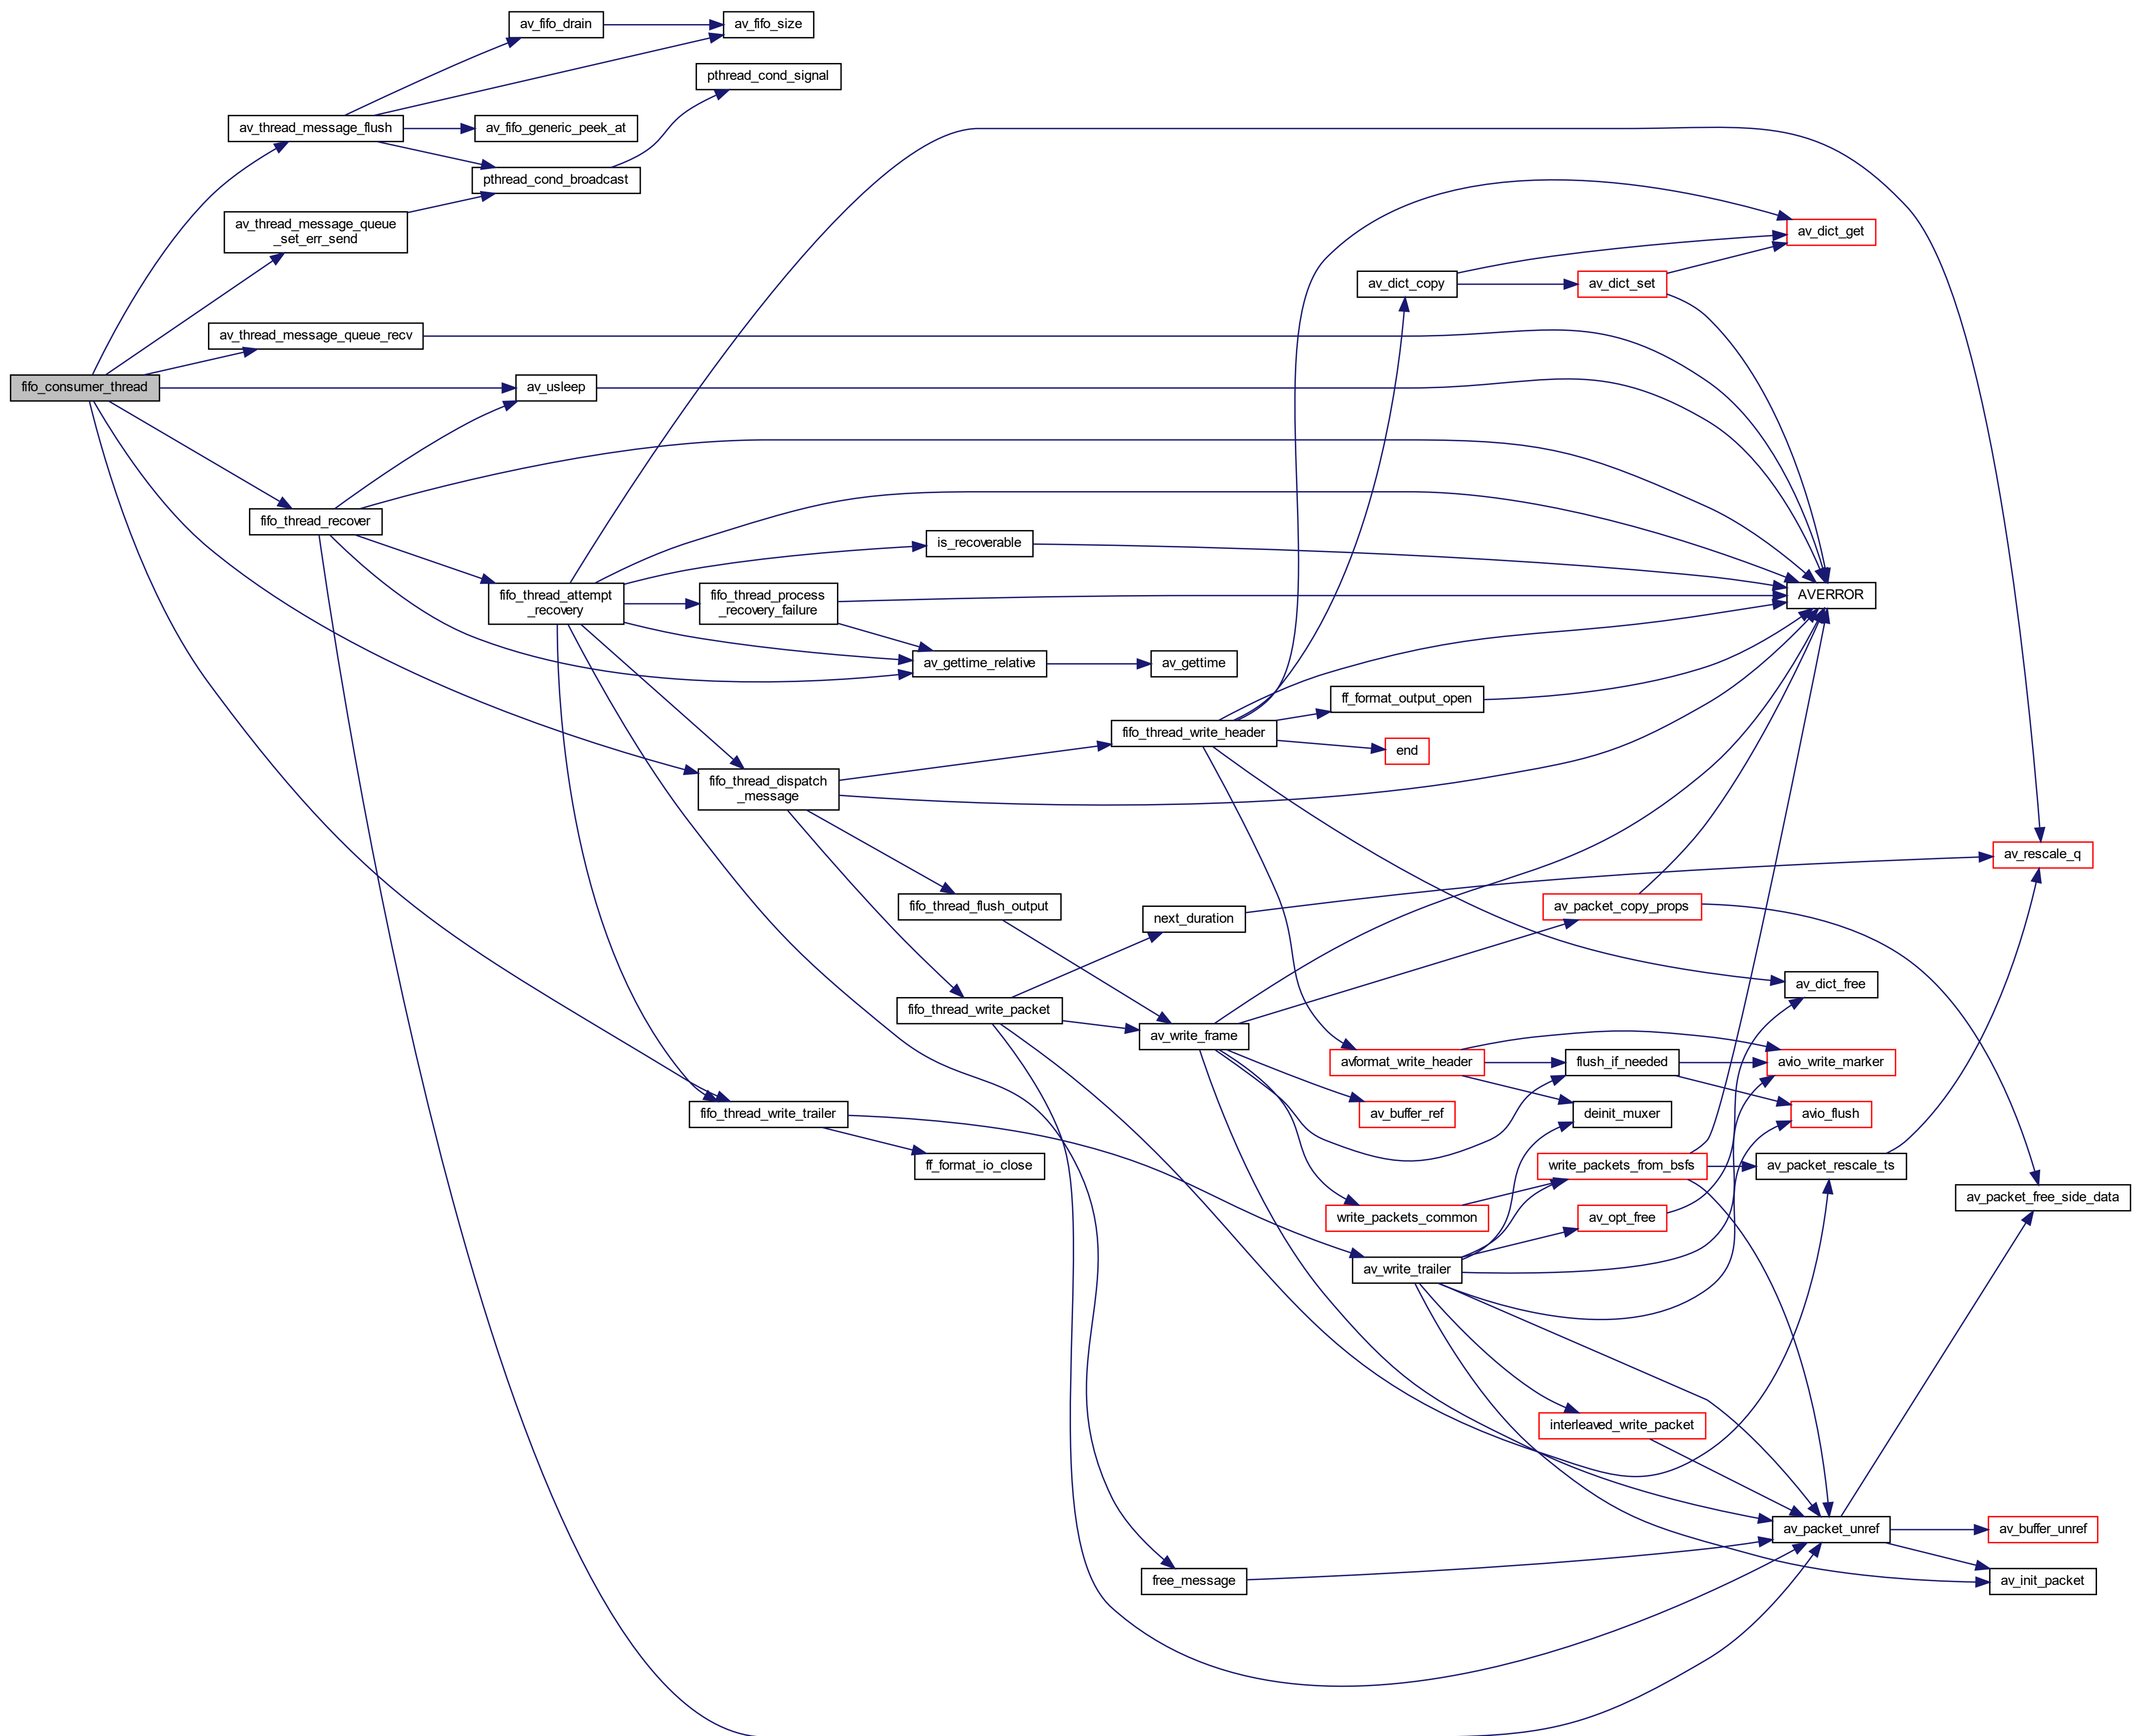 av_fifo_drain
av_fifo_size
pthread_cond_signal
av_thread_message_flush
av_fifo_generic_peek_at
pthread_cond_broadcast
av_thread_message_queue
_set_err_send
av_dict_get
av_dict_copy
av_dict_set
av_thread_message_queue_recv
fifo_consumer_thread
av_usleep
fifo_thread_recover
is_recoverable
fifo_thread_attempt
_recovery
fifo_thread_process
_recovery_failure
AVERROR
av_gettime_relative
av_gettime
ff_format_output_open
fifo_thread_write_header
end
fifo_thread_dispatch
_message
av_rescale_q
fifo_thread_flush_output
next_duration
av_packet_copy_props
av_dict_free
fifo_thread_write_packet
av_write_frame
avformat_write_header
flush_if_needed
avio_write_marker
av_buffer_ref
deinit_muxer
avio_flush
fifo_thread_write_trailer
ff_format_io_close
write_packets_from_bsfs
av_packet_rescale_ts
av_packet_free_side_data
write_packets_common
av_opt_free
av_write_trailer
interleaved_write_packet
av_packet_unref
av_buffer_unref
free_message
av_init_packet